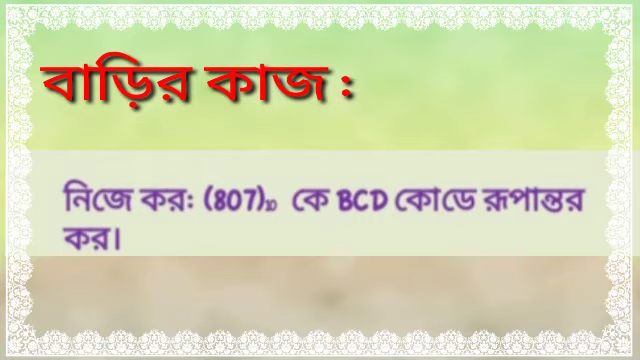 বাড়ির কাজ :
নিজে কর: (807)₁₀ কে BCD কোডে রূপান্তর
কর।